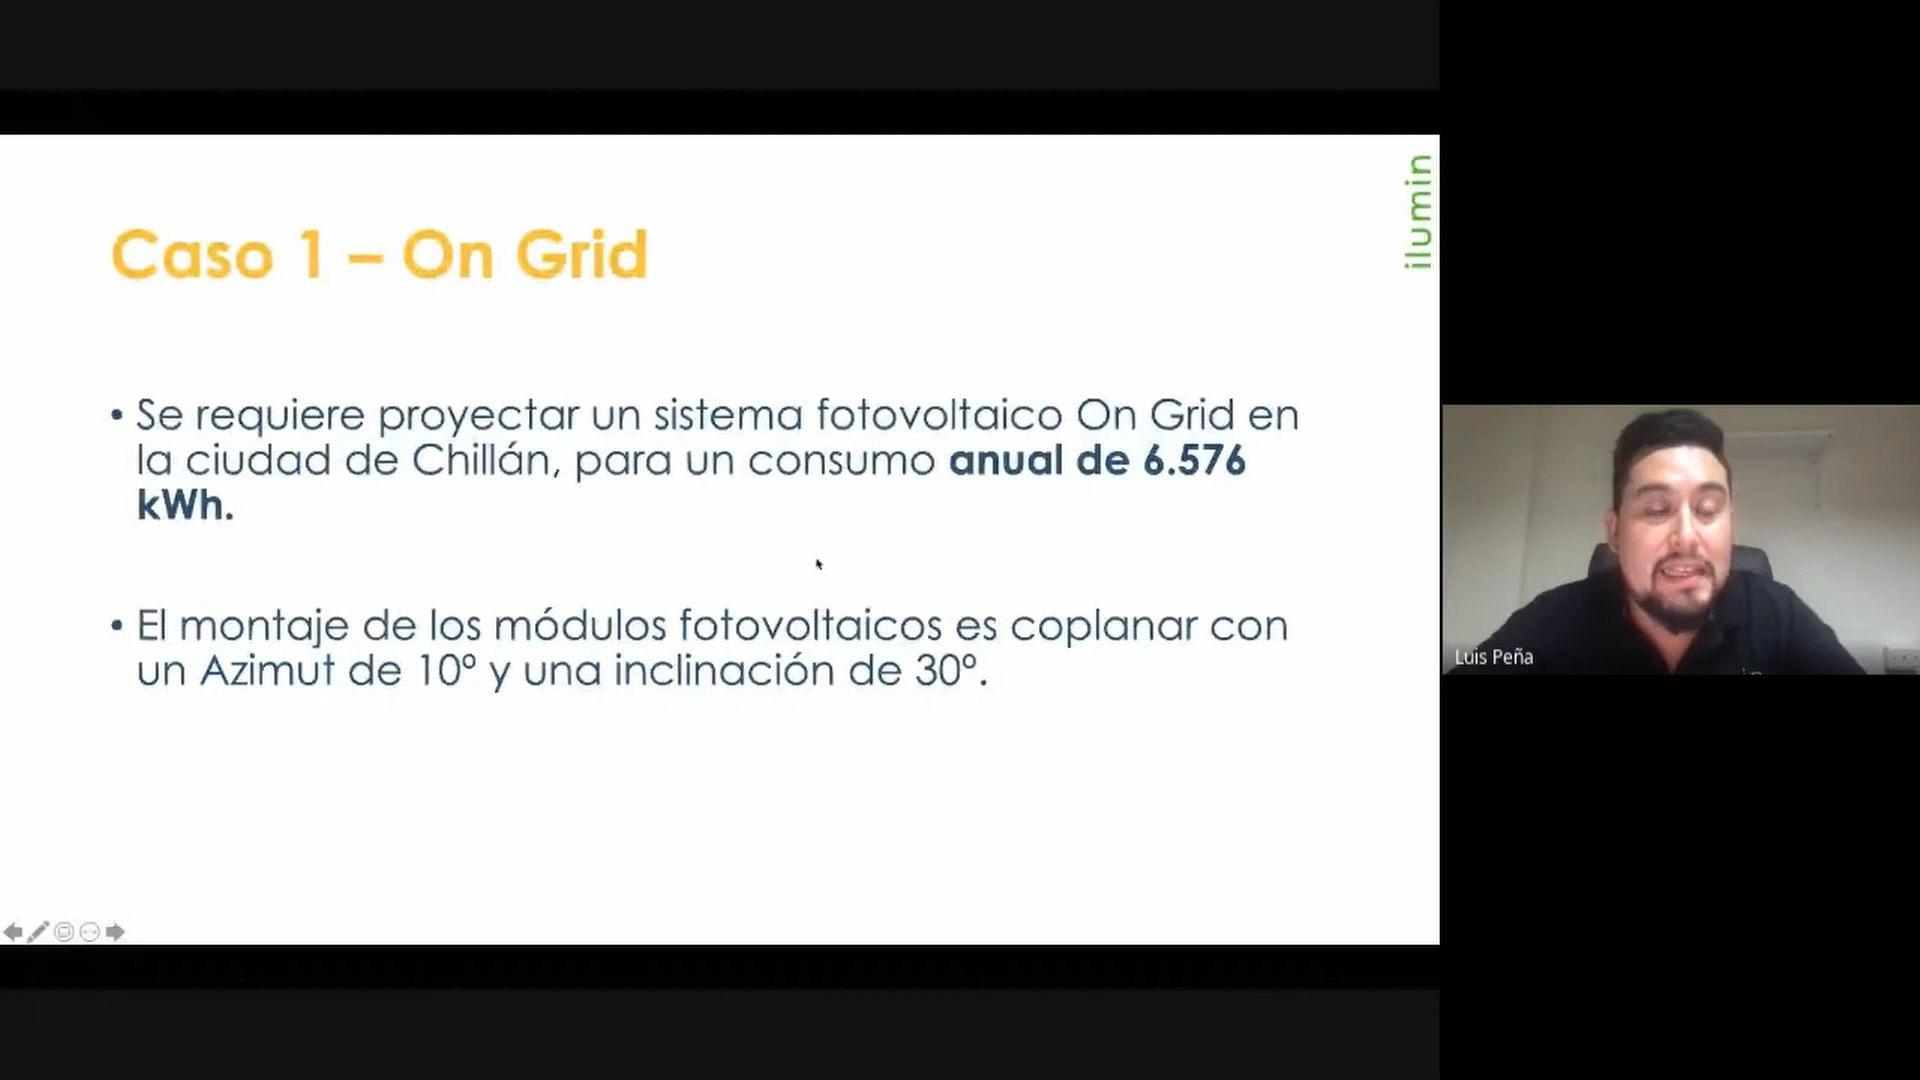 Caso 1 – On Grid
ilumin
• Se requiere proyectar un sistema fotovoltaico On Grid en
la ciudad de Chillán, para un consumo anual de 6.576
kWh.
• El montaje de los módulos fotovoltaicos es coplanar con
un Azimut de 10º y una inclinación de 30º.
Luis Peña